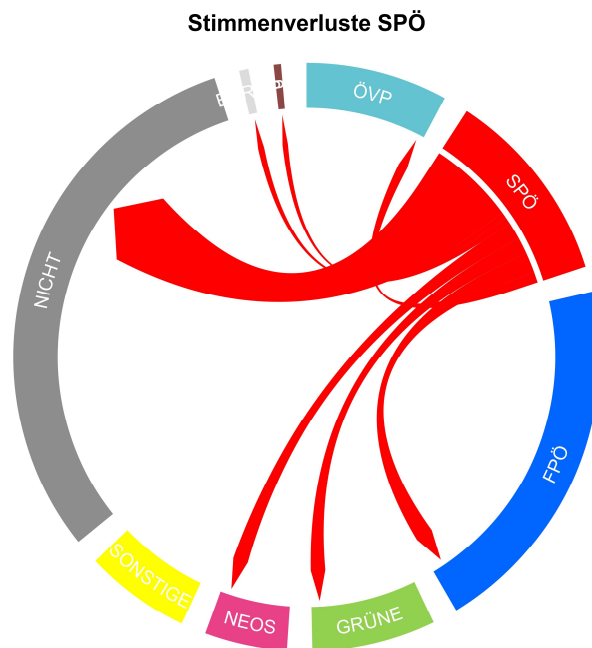 Stimmenverluste SPÖ
ÖVP
SPÖ
FPÖ
GRÜNE
NEOS
SONSTIGE
NICHT